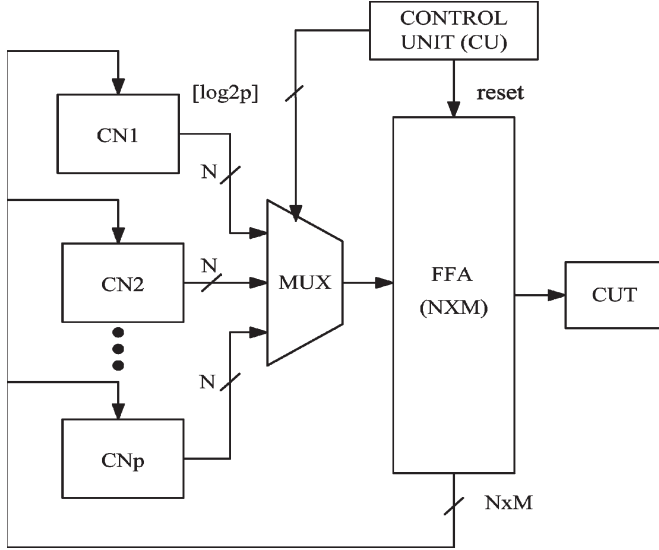 CONTROL
UNIT (CU)
[log2p]
reset
CN1
N
CN2
N
MUX
FFA
(NXM)
CUT
N
CNp
NxM